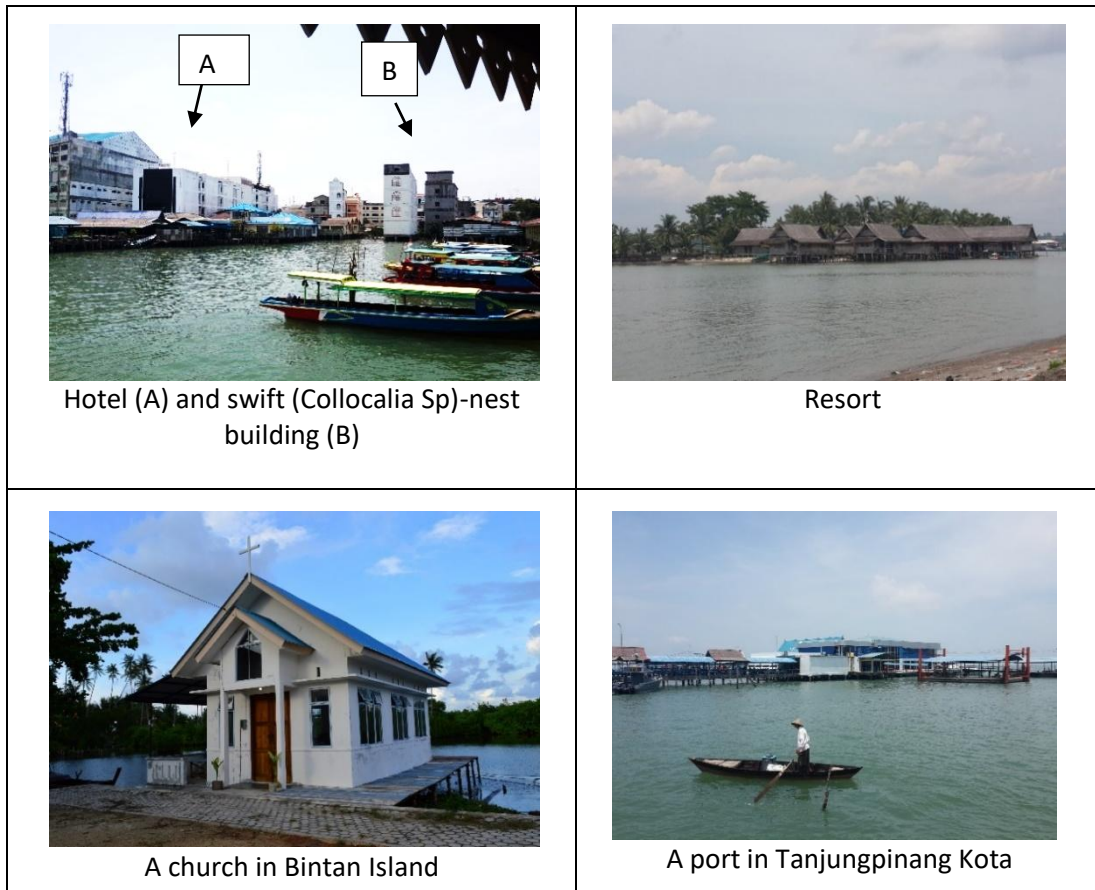 A
B
Hotel (A) and swift (Collocalia Sp)-nest
building (B)
Resort
A church in Bintan Island
A port in Tanjungpinang Kota